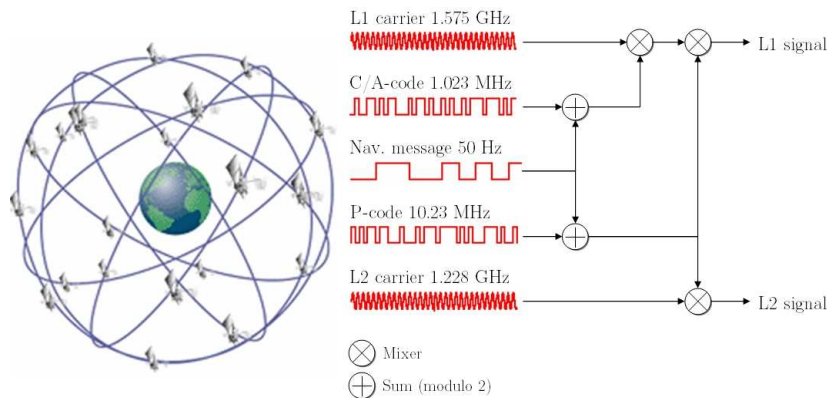 L1 carrier 1.575 GHz
L1 signal
C/A-code 1.023 MHz
Nav. message 50 Hz
P-code 10.23 MHz
L2 carrier 1.228 GHz
L2 signal
Mixer
Sum (modulo 2)